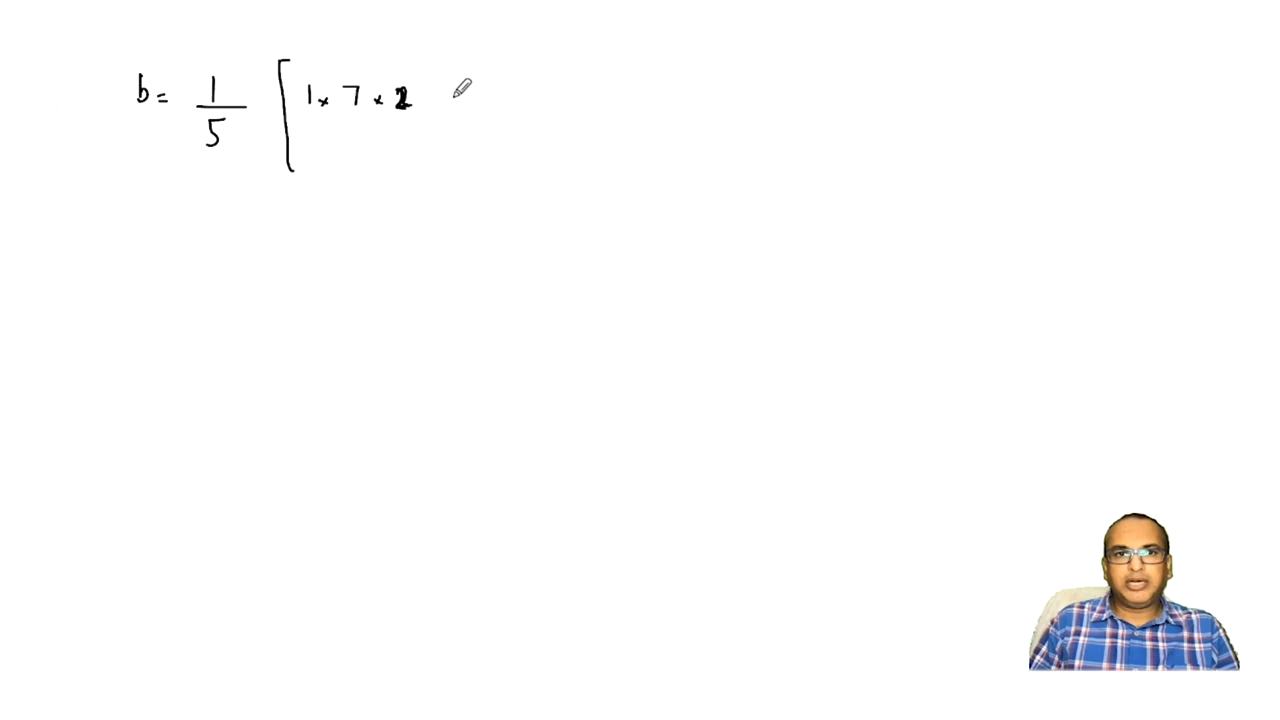 b = 1/5 [ 1 × 7 × 2